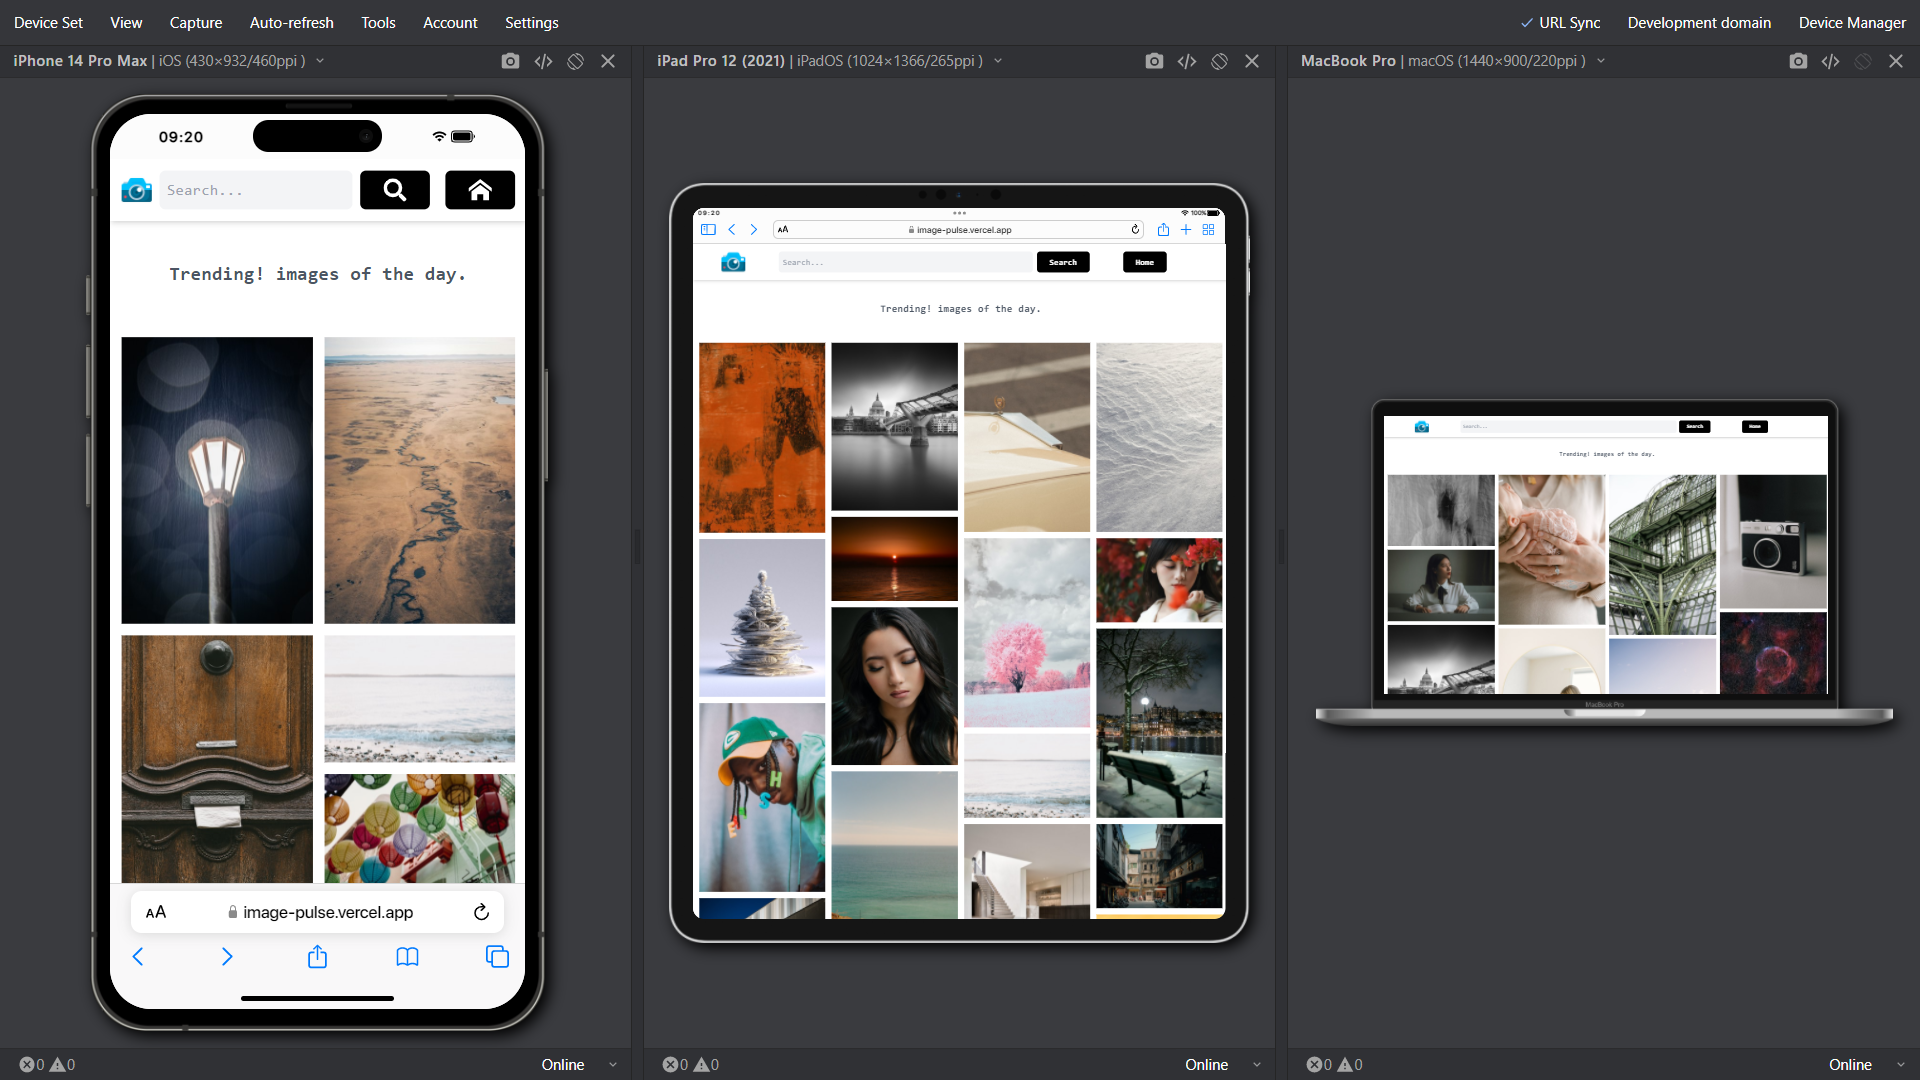 Device Set View Capture Auto-refresh Tools Account Settings URL Sync Development domain Device Manager
iPhone 14 Pro Max | iOS (430×932/460ppi )
09:20
Search...
Trending! images of the day.
AA image-pulse.vercel.app
0 0 Online
iPad Pro 12 (2021) | iPadOS (1024×1366/265ppi )
09:20 100%
AA image-pulse.vercel.app
Search... Search Home
Trending! images of the day.
H
S
0 0 Online
MacBook Pro | macOS (1440×900/220ppi )
Search... Search Home
Trending! images of the day.
MacBook Pro
0 0 Online